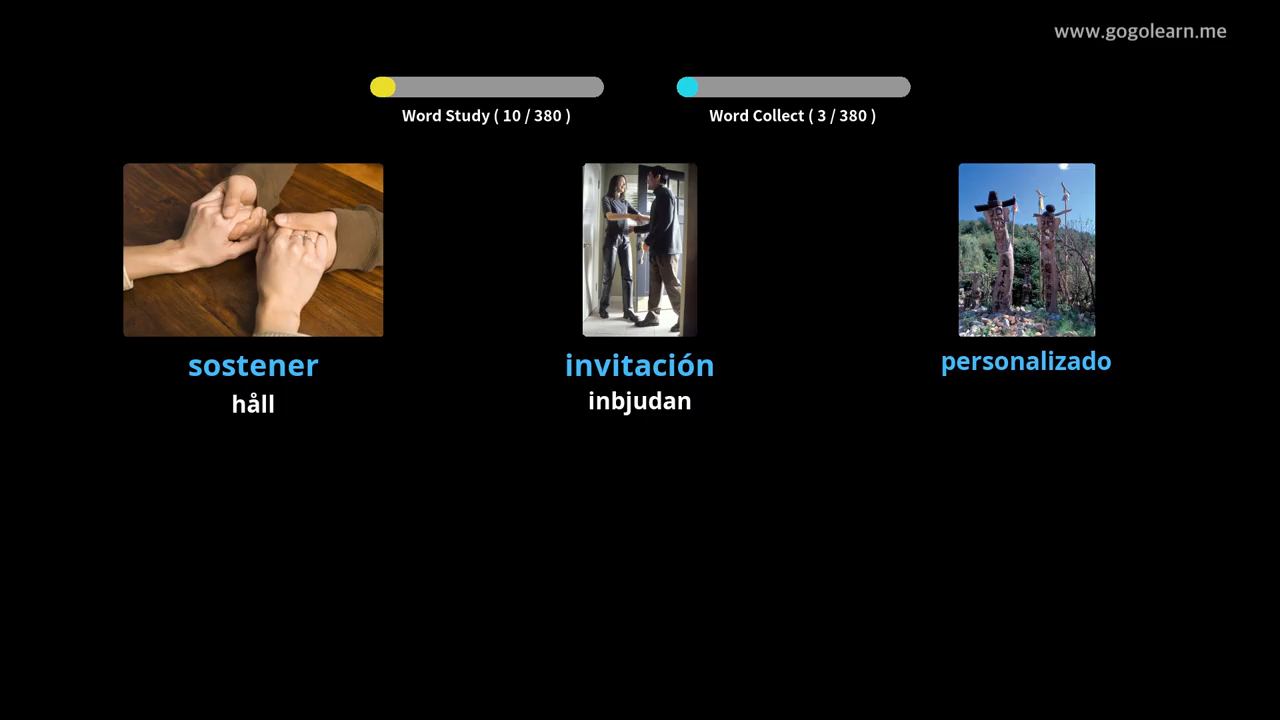 www.gogolearn.me
Word Study ( 10 / 380 )
Word Collect ( 3 / 380 )
sostener
håll
invitación
inbjudan
personalizado